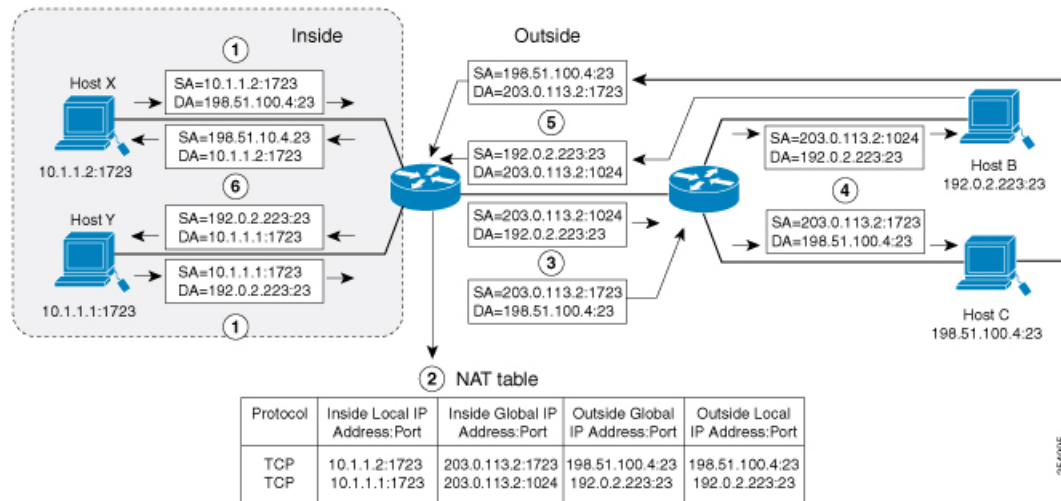 Inside
Outside
1
Host X
SA=10.1.1.2:1723
DA=198.51.100.4:23
SA=198.51.10.4.23
DA=10.1.1.2:1723
10.1.1.2:1723
6
Host Y
SA=192.0.2.223:23
DA=10.1.1.1:1723
SA=10.1.1.1:1723
DA=192.0.2.223:23
10.1.1.1:1723
1
SA=198.51.100.4:23
DA=203.0.113.2:1723
5
SA=192.0.2.223:23
DA=203.0.113.2:1024
SA=203.0.113.2:1024
DA=192.0.2.223:23
3
SA=203.0.113.2:1723
DA=198.51.100.4:23
SA=203.0.113.2:1024
DA=192.0.2.223:23
Host B
192.0.2.223:23
4
SA=203.0.113.2:1723
DA=198.51.100.4:23
Host C
198.51.100.4:23
2 NAT table
Protocol Inside Local IP Inside Global IP Outside Global Outside Local
Address:Port Address:Port IP Address:Port IP Address:Port
TCP 10.1.1.2:1723 203.0.113.2:1723 198.51.100.4:23 198.51.100.4:23
TCP 10.1.1.1:1723 203.0.113.2:1024 192.0.2.223:23 192.0.2.223:23